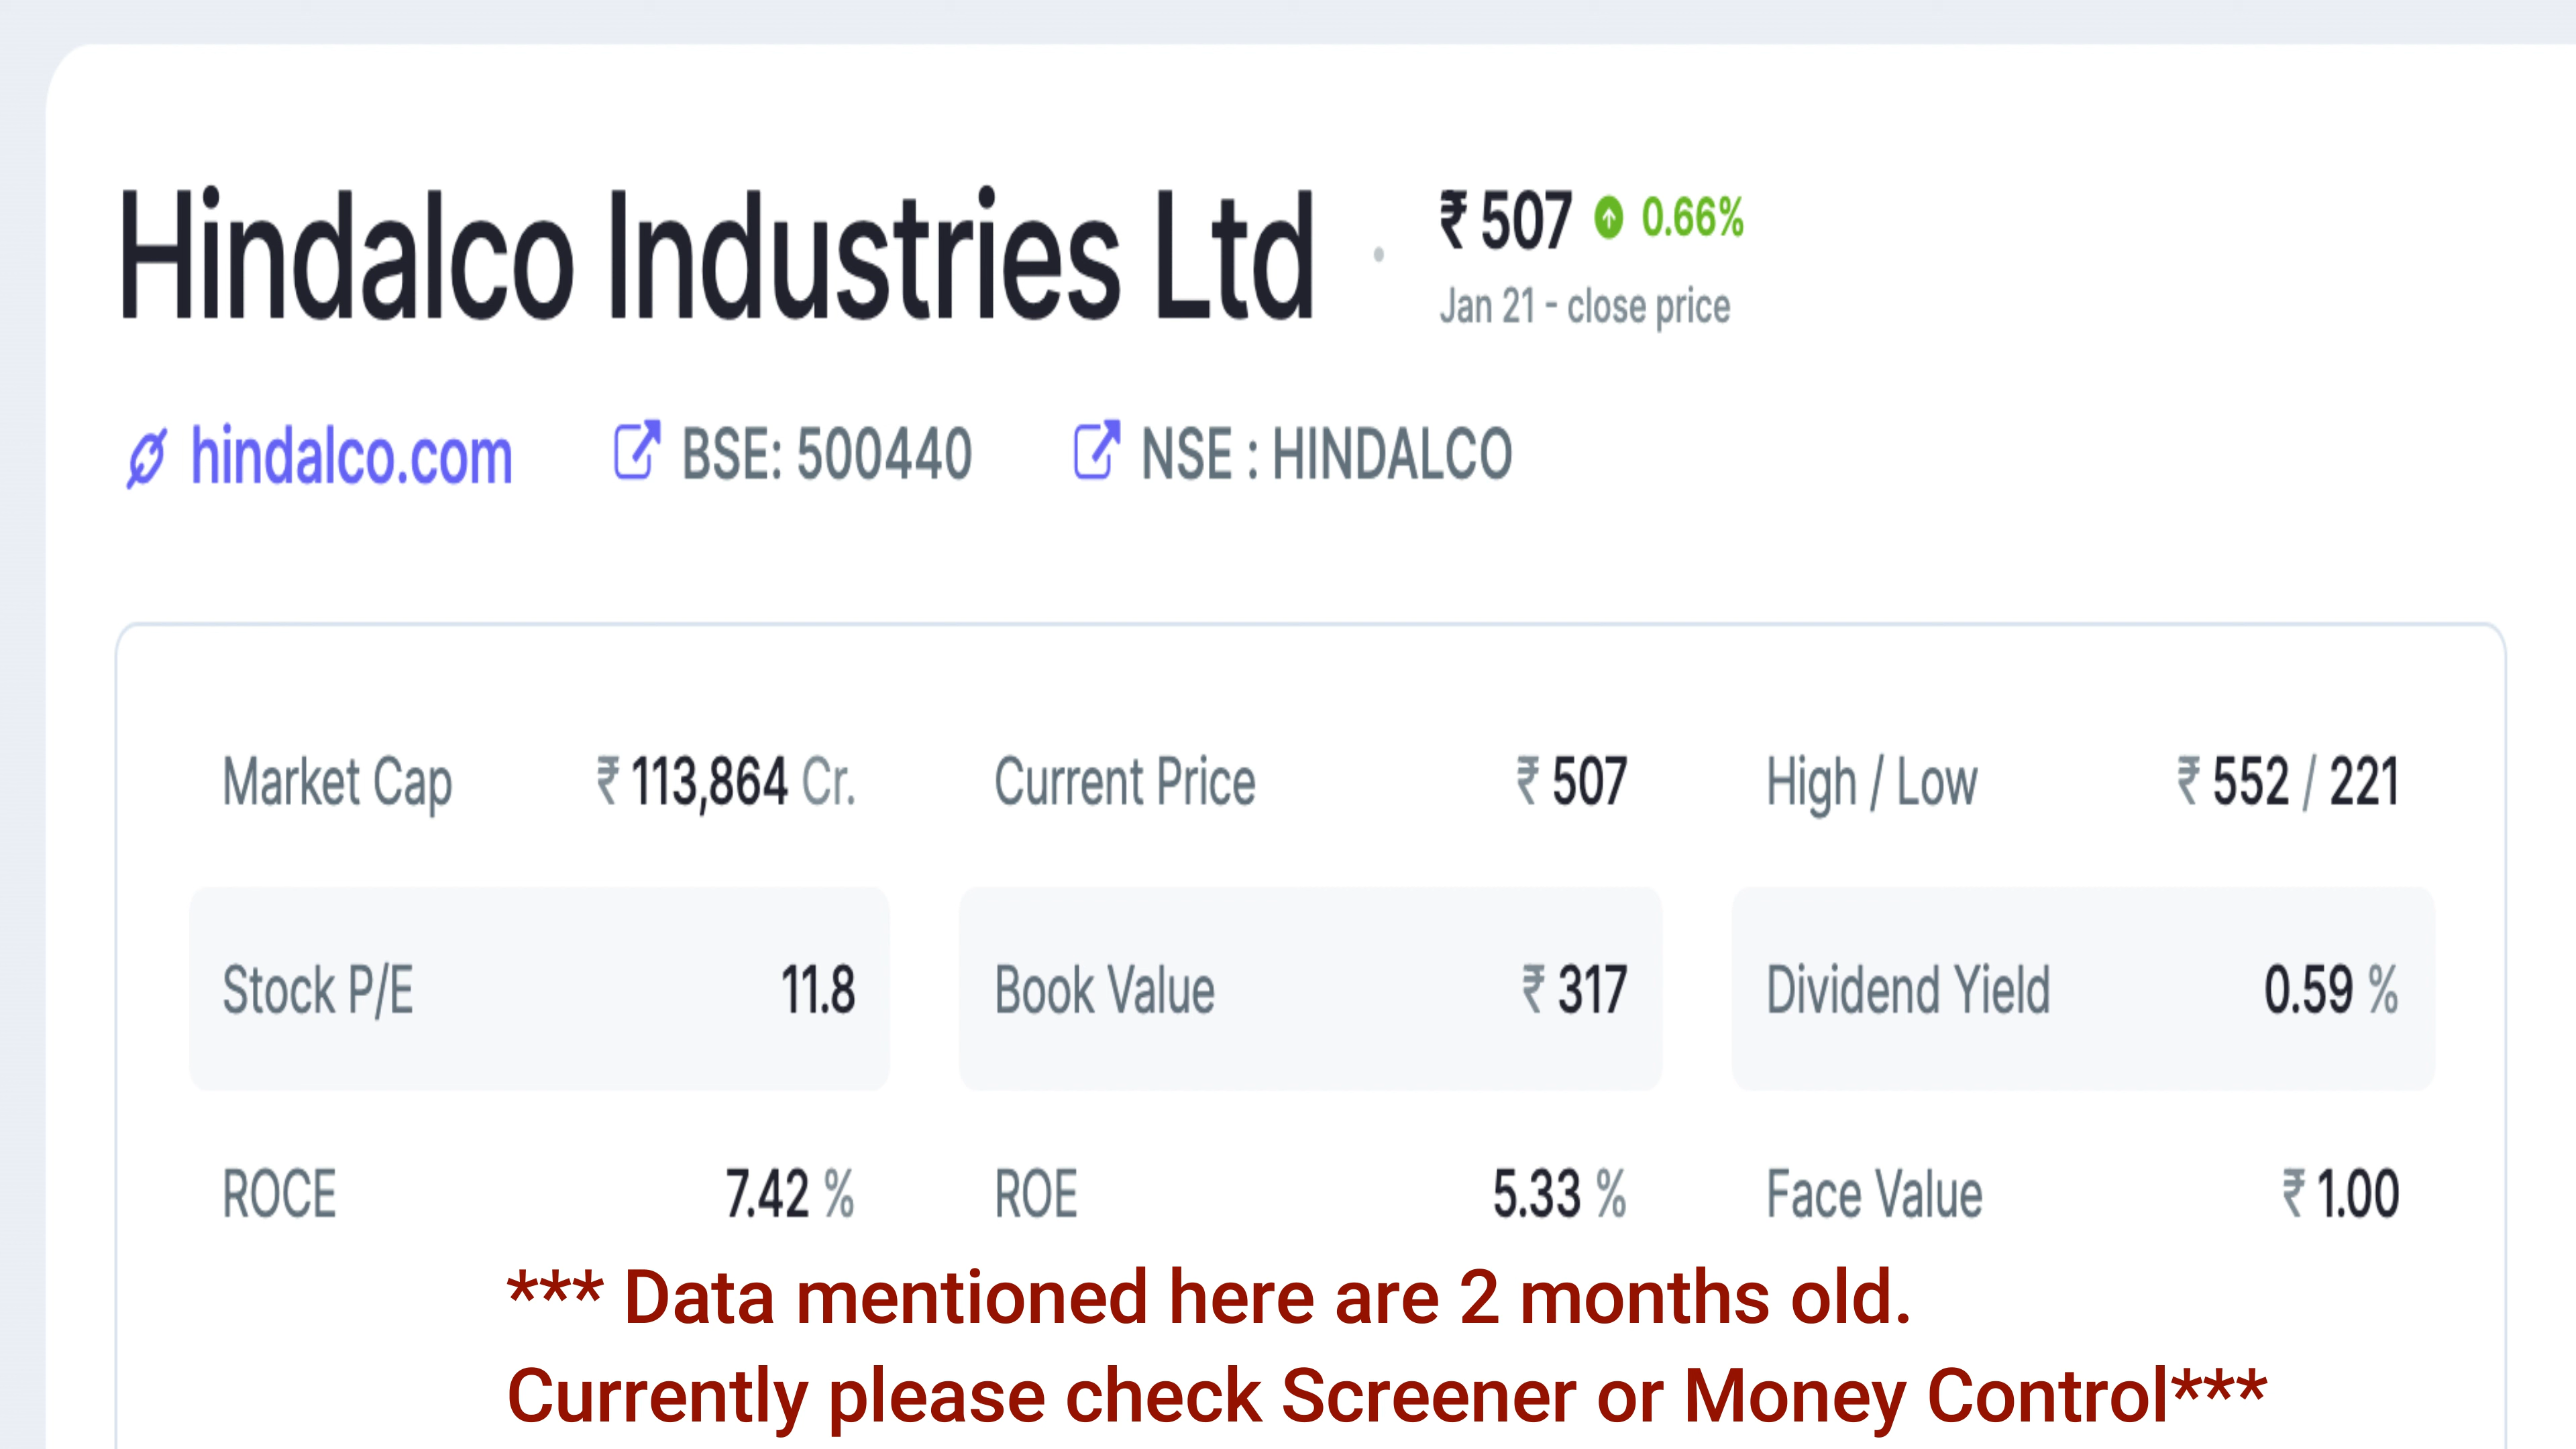 Hindalco Industries Ltd · ₹ 507 0.66%
Jan 21 - close price
hindalco.com BSE: 500440 NSE : HINDALCO
Market Cap ₹ 113,864 Cr. Current Price ₹ 507 High / Low ₹ 552 / 221
Stock P/E 11.8 Book Value ₹ 317 Dividend Yield 0.59 %
ROCE 7.42 % ROE 5.33 % Face Value ₹ 1.00
*** Data mentioned here are 2 months old.
Currently please check Screener or Money Control***